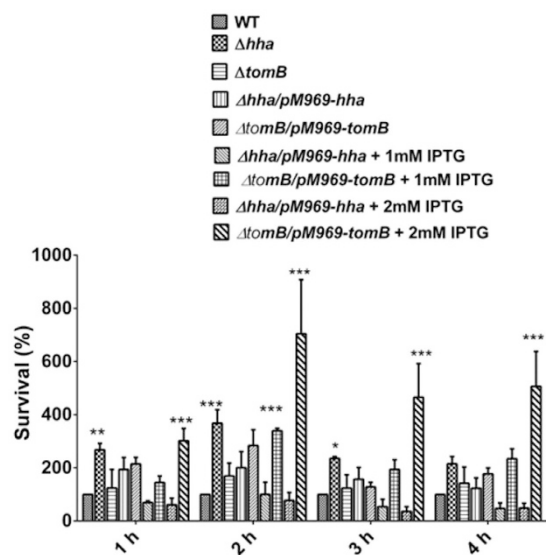 WT
Δhha
ΔtomB
Δhha/pM969-hha
ΔtomB/pM969-tomB
Δhha/pM969-hha + 1mM IPTG
ΔtomB/pM969-tomB + 1mM IPTG
Δhha/pM969-hha + 2mM IPTG
ΔtomB/pM969-tomB + 2mM IPTG
Survival (%)
1000
800
600
400
200
0
** ***
*** *** ***
* ***
***
1 h 2 h 3 h 4 h